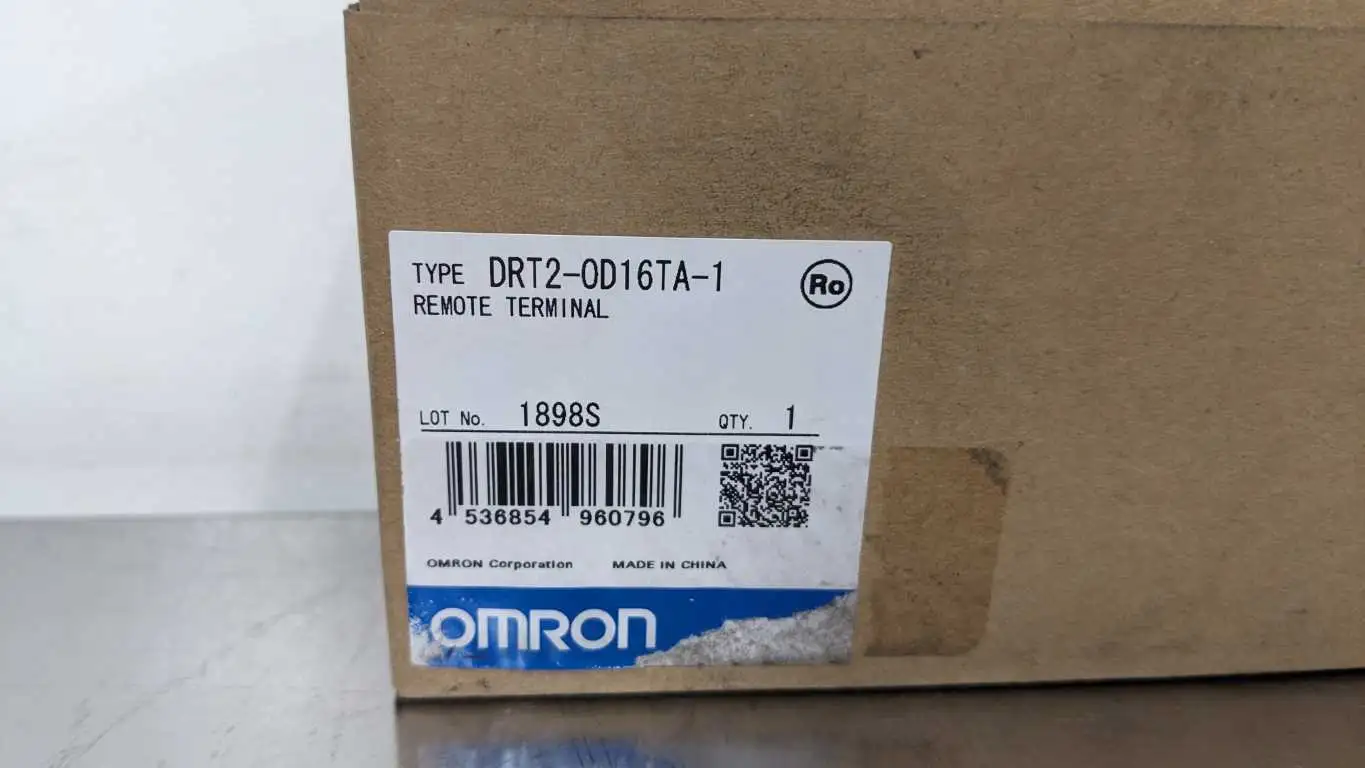 TYPE DRT2-OD16TA-1
Ro
REMOTE TERMINAL
LOT No. 1898S QTY. 1
4 536854 960796
OMRON Corporation MADE IN CHINA
OMRON